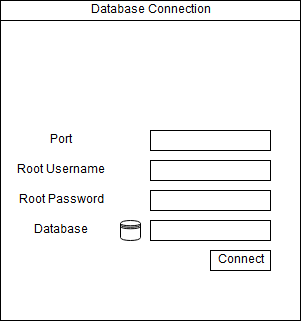 Database Connection
Port
Root Username
Root Password
Database
Connect